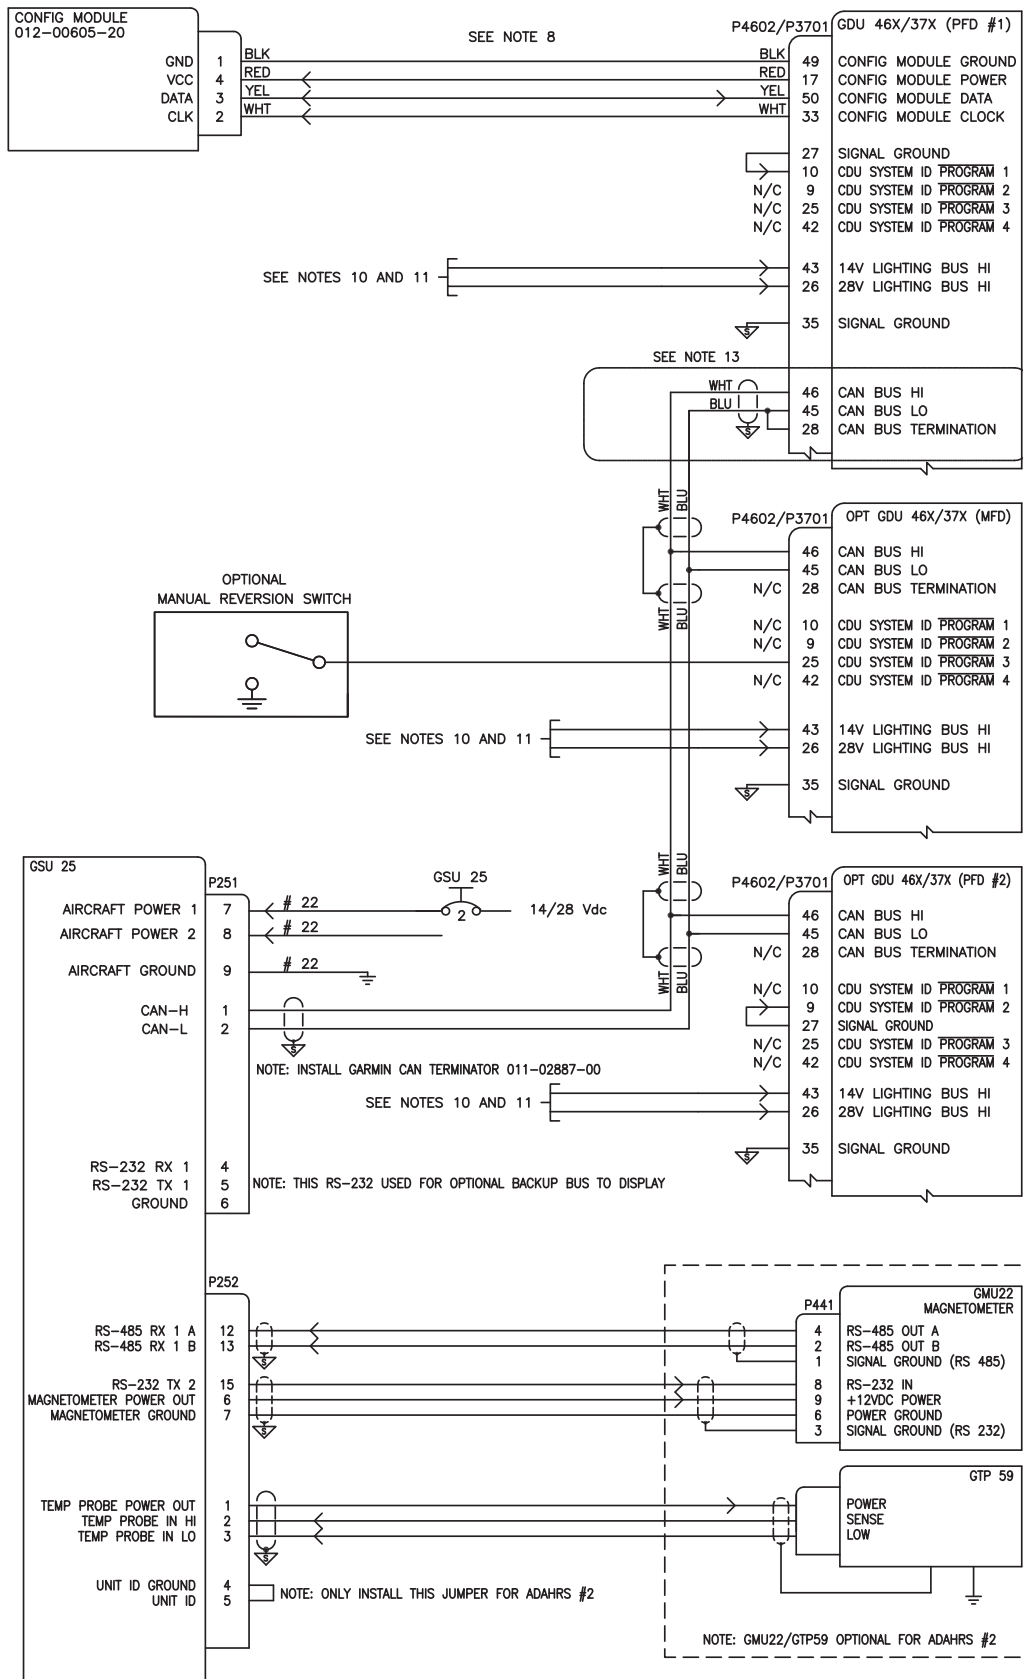 CONFIG MODULE
012-00605-20
GND 1 BLK
VCC 4 RED
DATA 3 YEL
CLK 2 WHT
SEE NOTE 8
P4602/P3701 GDU 46X/37X (PFD #1)
BLK 49 CONFIG MODULE GROUND
RED 17 CONFIG MODULE POWER
YEL 50 CONFIG MODULE DATA
WHT 33 CONFIG MODULE CLOCK
27 SIGNAL GROUND
10 CDU SYSTEM ID PROGRAM 1
N/C 9 CDU SYSTEM ID PROGRAM 2
N/C 25 CDU SYSTEM ID PROGRAM 3
N/C 42 CDU SYSTEM ID PROGRAM 4
SEE NOTES 10 AND 11
43 14V LIGHTING BUS HI
26 28V LIGHTING BUS HI
S 35 SIGNAL GROUND
SEE NOTE 13
WHT 46 CAN BUS HI
BLU 45 CAN BUS LO
S 28 CAN BUS TERMINATION
WHT BLU
P4602/P3701 OPT GDU 46X/37X (MFD)
46 CAN BUS HI
45 CAN BUS LO
N/C 28 CAN BUS TERMINATION
WHT BLU
N/C 10 CDU SYSTEM ID PROGRAM 1
N/C 9 CDU SYSTEM ID PROGRAM 2
25 CDU SYSTEM ID PROGRAM 3
N/C 42 CDU SYSTEM ID PROGRAM 4
OPTIONAL
MANUAL REVERSION SWITCH
SEE NOTES 10 AND 11
43 14V LIGHTING BUS HI
26 28V LIGHTING BUS HI
S 35 SIGNAL GROUND
WHT BLU
P4602/P3701 OPT GDU 46X/37X (PFD #2)
46 CAN BUS HI
45 CAN BUS LO
N/C 28 CAN BUS TERMINATION
WHT BLU
N/C 10 CDU SYSTEM ID PROGRAM 1
9 CDU SYSTEM ID PROGRAM 2
27 SIGNAL GROUND
N/C 25 CDU SYSTEM ID PROGRAM 3
N/C 42 CDU SYSTEM ID PROGRAM 4
SEE NOTES 10 AND 11
43 14V LIGHTING BUS HI
26 28V LIGHTING BUS HI
S 35 SIGNAL GROUND
GSU 25
P251
AIRCRAFT POWER 1 7 # 22
GSU 25
2
14/28 Vdc
AIRCRAFT POWER 2 8 # 22
AIRCRAFT GROUND 9 # 22
CAN-H 1
CAN-L 2
S
NOTE: INSTALL GARMIN CAN TERMINATOR 011-02887-00
RS-232 RX 1 4
RS-232 TX 1 5
GROUND 6
NOTE: THIS RS-232 USED FOR OPTIONAL BACKUP BUS TO DISPLAY
P252
RS-485 RX 1 A 12
RS-485 RX 1 B 13
S
RS-232 TX 2 15
MAGNETOMETER POWER OUT 6
MAGNETOMETER GROUND 7
S
TEMP PROBE POWER OUT 1
TEMP PROBE IN HI 2
TEMP PROBE IN LO 3
S
UNIT ID GROUND 4
UNIT ID 5
NOTE: ONLY INSTALL THIS JUMPER FOR ADAHRS #2
GMU22
MAGNETOMETER
P441
4 RS-485 OUT A
2 RS-485 OUT B
1 SIGNAL GROUND (RS 485)
8 RS-232 IN
9 +12VDC POWER
6 POWER GROUND
3 SIGNAL GROUND (RS 232)
GTP 59
POWER
SENSE
LOW
NOTE: GMU22/GTP59 OPTIONAL FOR ADAHRS #2